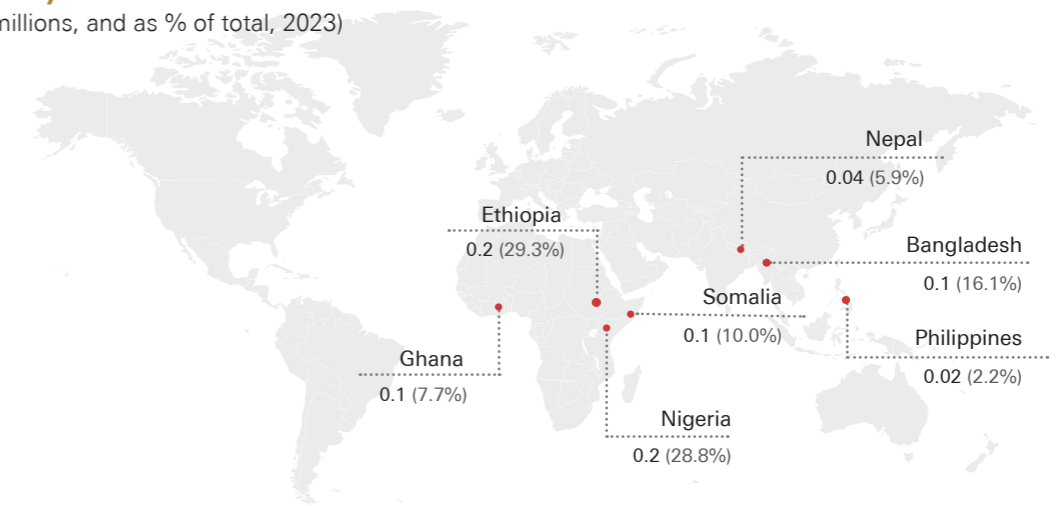 millions, and as % of total, 2023)
Nepal
0.04 (5.9%)
Ethiopia
0.2 (29.3%)
Bangladesh
0.1 (16.1%)
Somalia
0.1 (10.0%)
Philippines
0.02 (2.2%)
Ghana
0.1 (7.7%)
Nigeria
0.2 (28.8%)